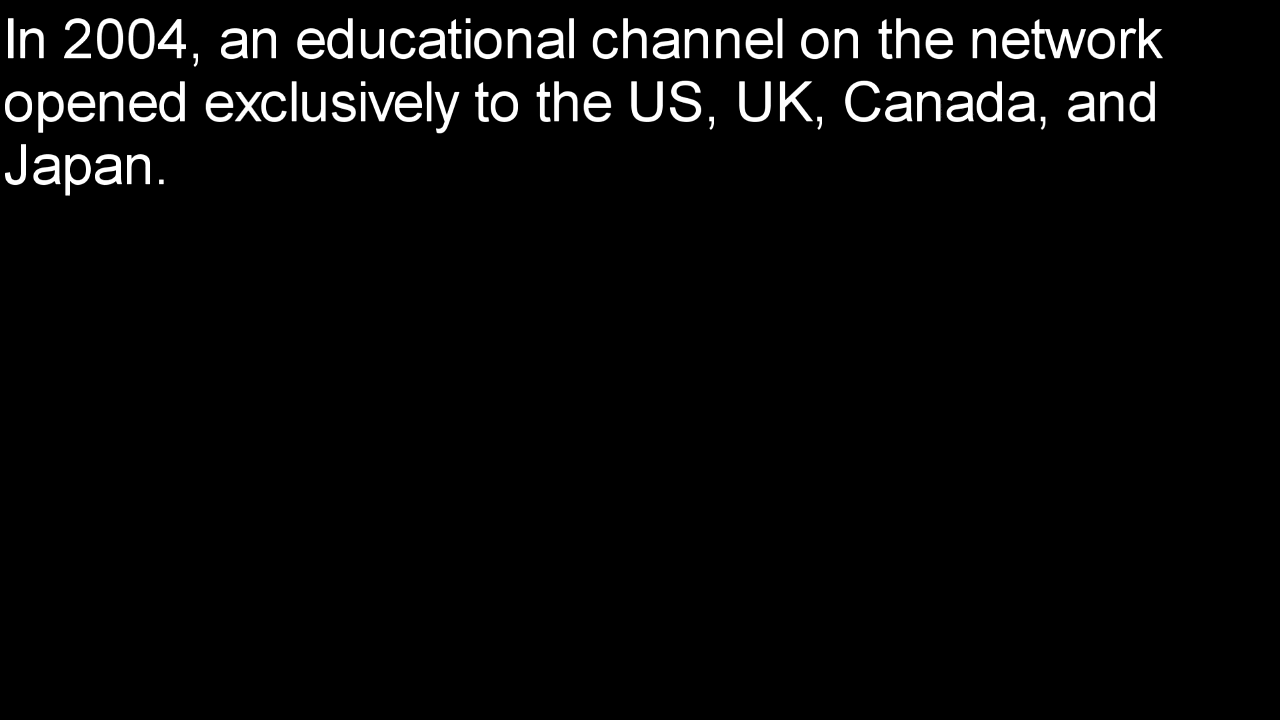 In 2004, an educational channel on the network
opened exclusively to the US, UK, Canada, and
Japan.